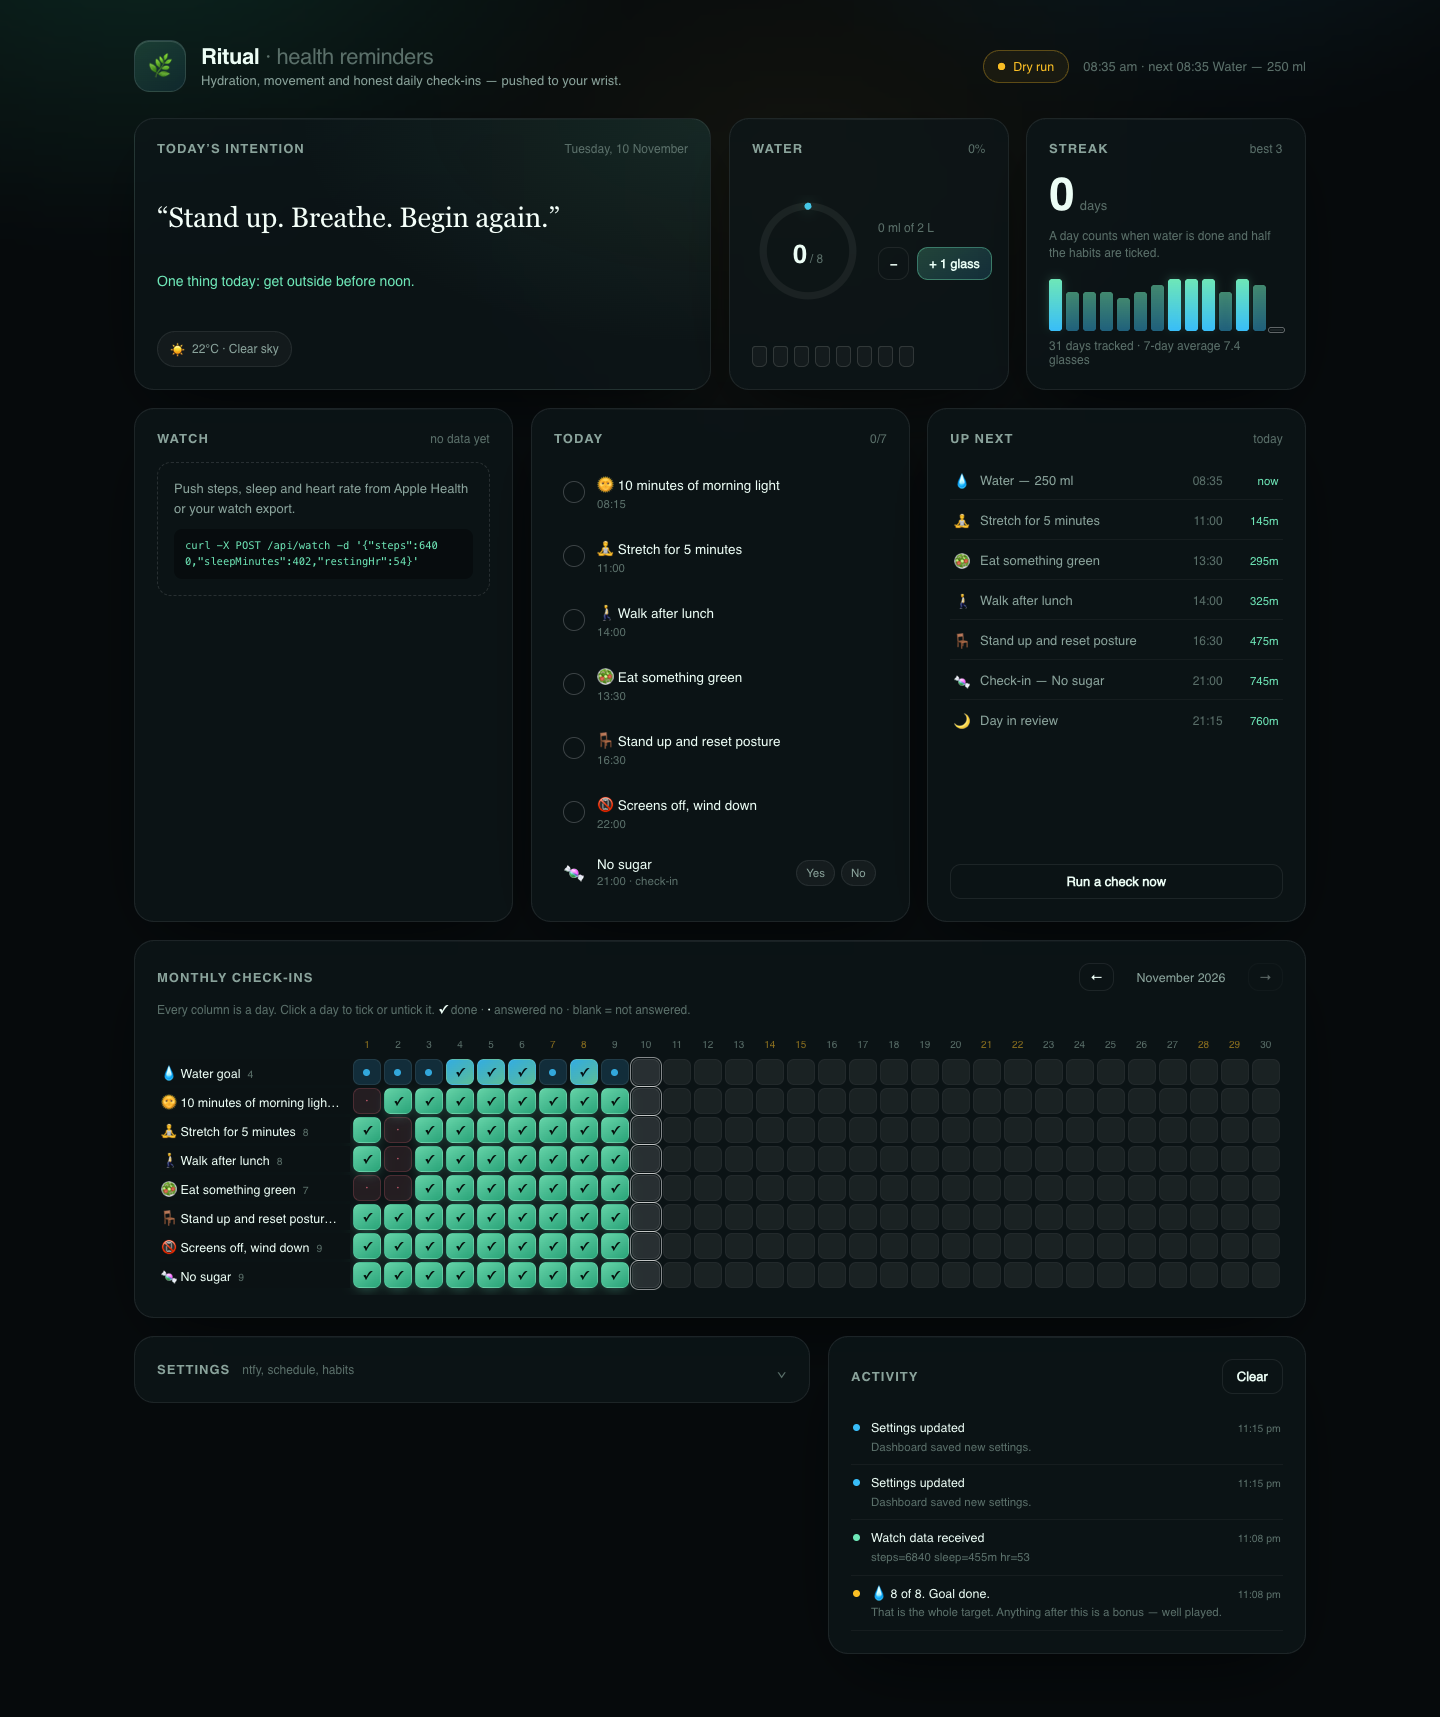 Ritual · health reminders
Hydration, movement and honest daily check-ins — pushed to your wrist.
Dry run
08:35 am · next 08:35 Water — 250 ml
TODAY'S INTENTION
Tuesday, 10 November
“Stand up. Breathe. Begin again.”
One thing today: get outside before noon.
22°C · Clear sky
WATER
0%
0 / 8
0 ml of 2 L
–
+ 1 glass
STREAK
best 3
0 days
A day counts when water is done and half
the habits are ticked.
31 days tracked · 7-day average 7.4
glasses
WATCH
no data yet
Push steps, sleep and heart rate from Apple Health
or your watch export.
curl -X POST /api/watch -d '{"steps":640
0,"sleepMinutes":402,"restingHr":54}'
TODAY
0/7
10 minutes of morning light
08:15
Stretch for 5 minutes
11:00
Walk after lunch
14:00
Eat something green
13:30
Stand up and reset posture
16:30
Screens off, wind down
22:00
No sugar
21:00 · check-in
Yes
No
UP NEXT
today
Water — 250 ml 08:35 now
Stretch for 5 minutes 11:00 145m
Eat something green 13:30 295m
Walk after lunch 14:00 325m
Stand up and reset posture 16:30 475m
Check-in — No sugar 21:00 745m
Day in review 21:15 760m
Run a check now
MONTHLY CHECK-INS
← November 2026 →
Every column is a day. Click a day to tick or untick it. ✓ done · · answered no · blank = not answered.
1 2 3 4 5 6 7 8 9 10 11 12 13 14 15 16 17 18 19 20 21 22 23 24 25 26 27 28 29 30
Water goal 4
10 minutes of morning ligh…
Stretch for 5 minutes 8
Walk after lunch 8
Eat something green 7
Stand up and reset postur…
Screens off, wind down 9
No sugar 9
SETTINGS ntfy, schedule, habits
ACTIVITY
Clear
Settings updated 11:15 pm
Dashboard saved new settings.
Settings updated 11:15 pm
Dashboard saved new settings.
Watch data received 11:08 pm
steps=6840 sleep=455m hr=53
8 of 8. Goal done. 11:08 pm
That is the whole target. Anything after this is a bonus — well played.